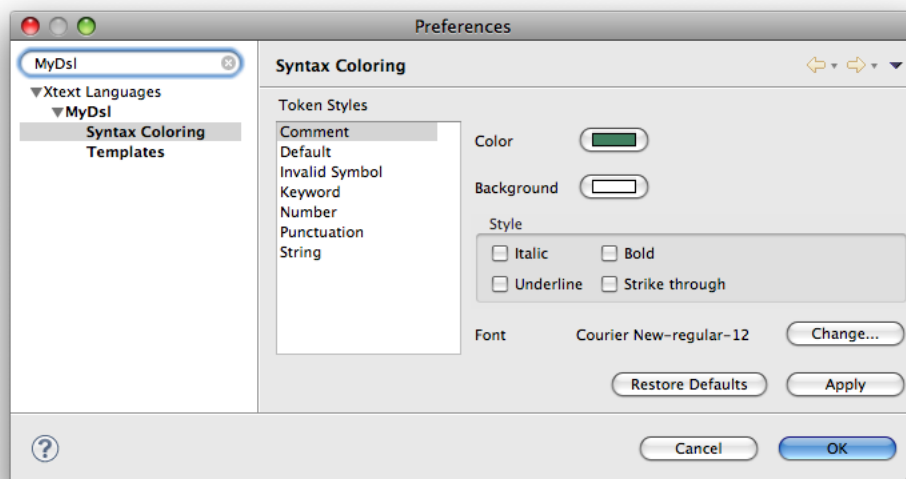 Preferences
MyDsl
Syntax Coloring
Xtext Languages
MyDsl
Syntax Coloring
Templates
Token Styles
Comment
Default
Invalid Symbol
Keyword
Number
Punctuation
String
Color
Background
Style
Italic Bold
Underline Strike through
Font Courier New-regular-12 Change...
Restore Defaults Apply
? Cancel OK